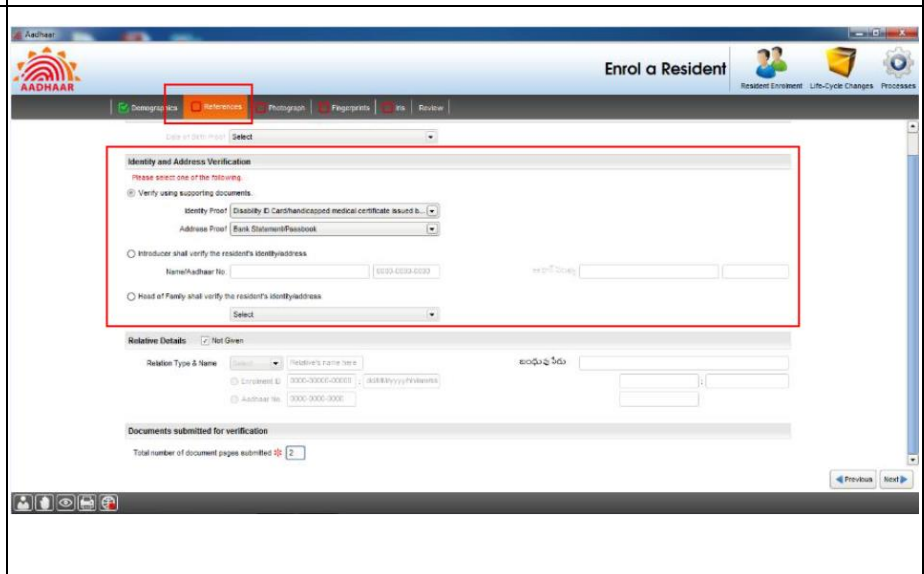 Aadhaar
AADHAAR
Enrol a Resident
Resident Enrolment Life-Cycle Changes Processes
Demographics References Photograph Fingerprints Iris Review
Date of Birth Proof Select
Identity and Address Verification
Please select one of the following.
Verify using supporting documents.
Identity Proof Disability ID Card/handicapped medical certificate issued b...
Address Proof Bank Statement/Passbook
Introducer shall verify the resident's identity/address
Name/Aadhaar No. 0000-0000-0000
Head of Family shall verify the resident's identity/address
Select
Relative Details Not Given
Relation Type & Name Select Relative's name here బంధువు పేరు
Enrolment ID 0000-00000-00000 ; dd/MM/yyyy hh:mm:ss :
Aadhaar No. 0000-0000-0000
Documents submitted for verification
Total number of document pages submitted 2
Previous Next